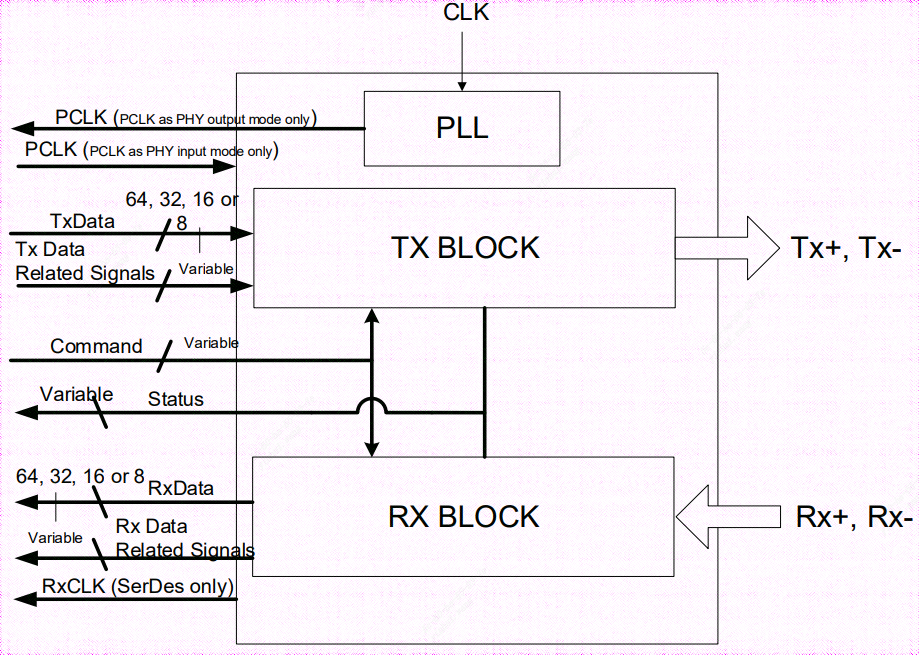 CLK
PCLK (PCLK as PHY output mode only)
PLL
PCLK (PCLK as PHY input mode only)
64, 32, 16 or
8
TxData
Tx Data
Related Signals
Variable
TX BLOCK
Tx+, Tx-
Command
Variable
Variable
Status
64, 32, 16 or 8
RxData
Rx Data
Related Signals
Variable
RX BLOCK
Rx+, Rx-
RxCLK (SerDes only)